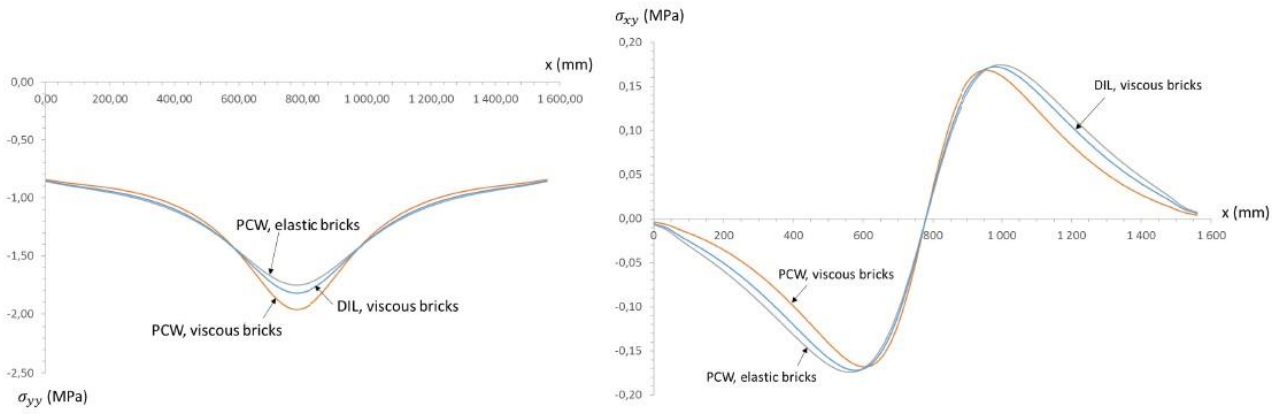 x (mm)
0,00
0,00 200,00 400,00 600,00 800,00 1 000,00 1 200,00 1 400,00 1 600,00
-0,50
-1,00
-1,50
-2,00
-2,50
PCW, elastic bricks
DIL, viscous bricks
PCW, viscous bricks
σyy (MPa)
σxy (MPa)
0,20
0,15
0,10
0,05
0,00
-0,05
-0,10
-0,15
-0,20
DIL, viscous bricks
x (mm)
0 200 400 600 800 1 000 1 200 1 400 1 600
PCW, viscous bricks
PCW, elastic bricks